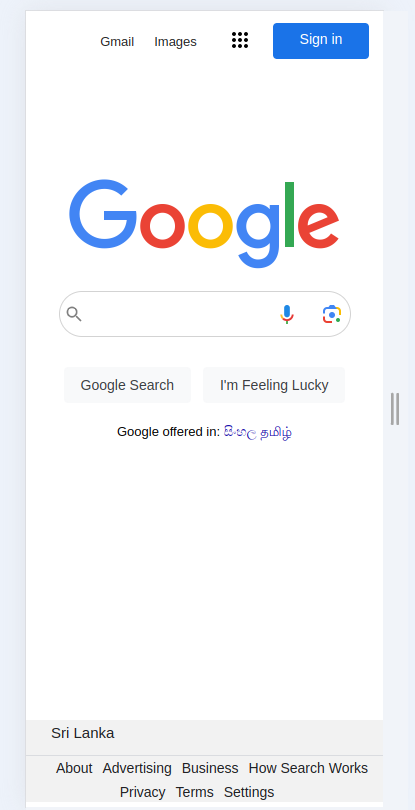 Gmail Images Sign in
Google
Google Search I'm Feeling Lucky
Google offered in: සිංහල தமிழ்
Sri Lanka
About Advertising Business How Search Works
Privacy Terms Settings